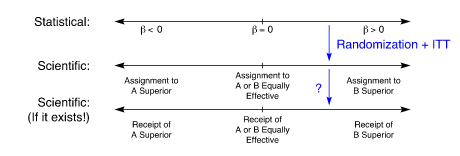 Statistical:
β < 0
β = 0
β > 0
Randomization + ITT
Scientific:
Assignment to
A Superior
Assignment to
A or B Equally
Effective
Assignment to
B Superior
?
Scientific:
(If it exists!)
Receipt of
A Superior
Receipt of
A or B Equally
Effective
Receipt of
B Superior